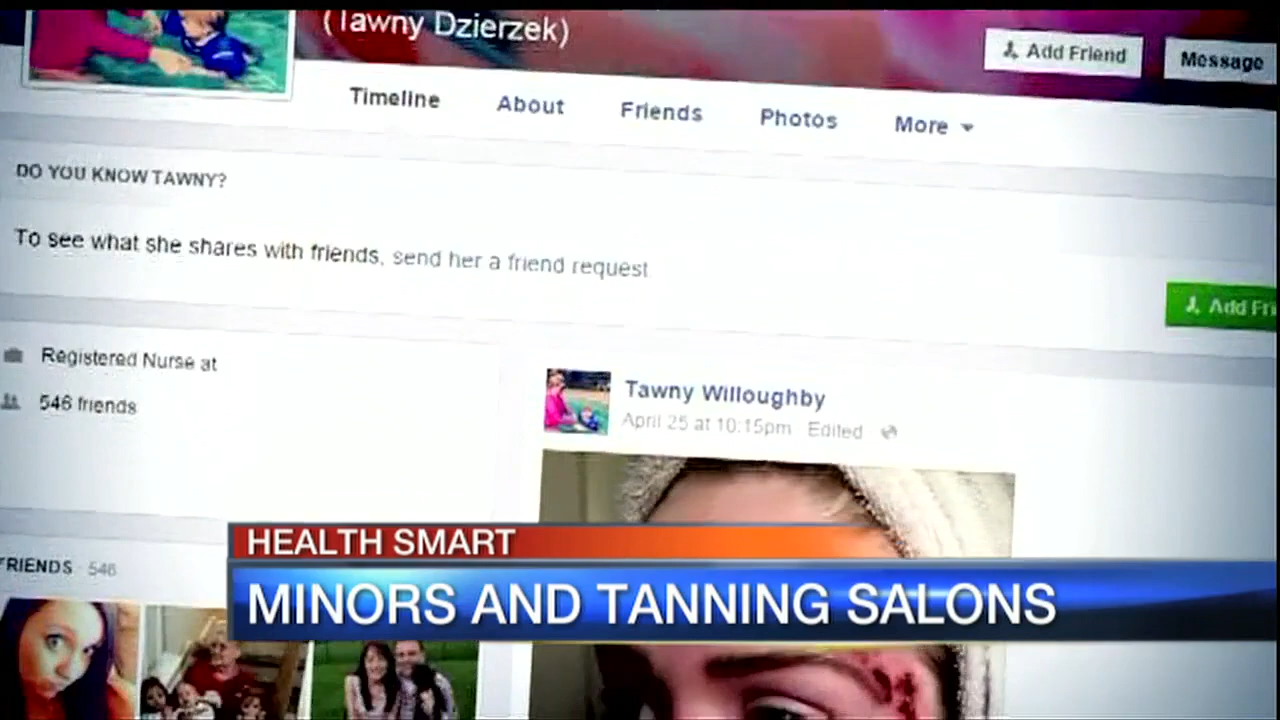 (Tawny Dzierzek)
Add Friend
Message
Timeline
About
Friends
Photos
More
DO YOU KNOW TAWNY?
To see what she shares with friends, send her a friend request
Add Fri
Registered Nurse at
546 friends
Tawny Willoughby
April 25 at 10:15pm Edited
HEALTH SMART
MINORS AND TANNING SALONS
FRIENDS · 546